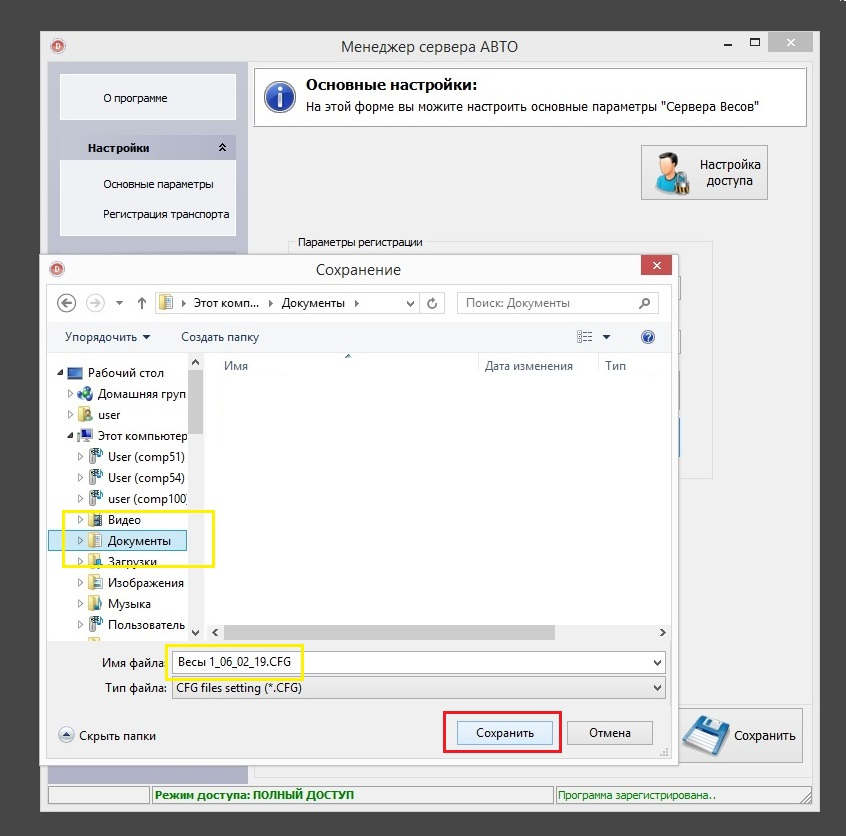 Менеджер сервера АВТО
О программе
Основные настройки:
На этой форме вы можите настроить основные параметры "Сервера Весов"
Настройки
Основные параметры
Регистрация транспорта
Настройка
доступа
Параметры регистрации
Сохранение
Этот комп...
Документы
Поиск: Документы
Упорядочить
Создать папку
Имя
Дата изменения
Тип
Рабочий стол
Домашняя груп
user
Этот компьютер
User (comp51)
User (comp54)
user (comp100)
Видео
Документы
Загрузки
Изображения
Музыка
Пользователь
Имя файла:
Весы 1_06_02_19.CFG
Тип файла:
CFG files setting (*.CFG)
Скрыть папки
Сохранить
Отмена
Сохранить
Режим доступа: ПОЛНЫЙ ДОСТУП
Программа зарегистрирована..